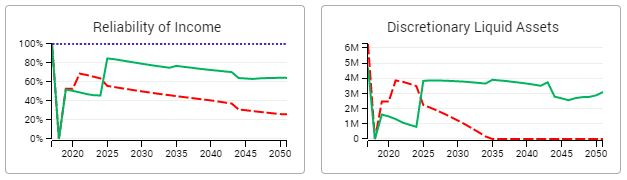 Reliability of Income
100%
80%
60%
40%
20%
0%
2020 2025 2030 2035 2040 2045 2050
Discretionary Liquid Assets
6M
5M
4M
3M
2M
1M
0
2020 2025 2030 2035 2040 2045 2050